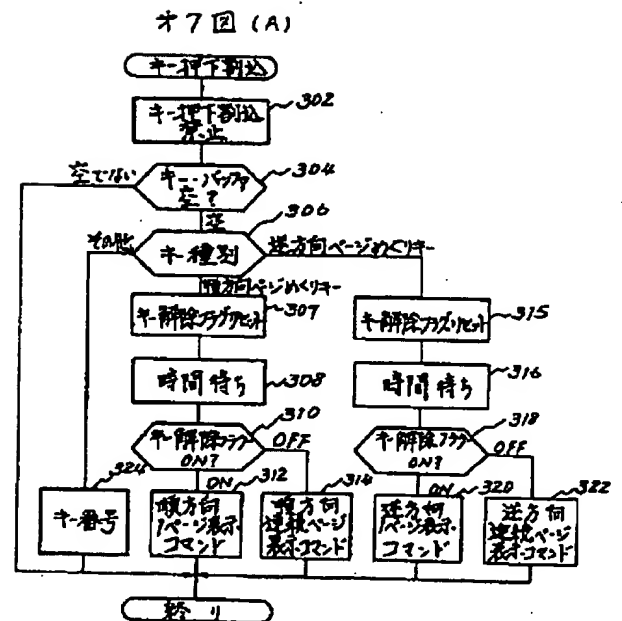 オ7図 (A)
キー押下割込
302
キー押下割込
禁止
304
キー・バッファ
空?
空でない
空
306
キー種別
その他
逆方向ページめくりキー
順方向ページめくりキー
307
キー解除フラグリセット
315
キー解除フラグリセット
時間待ち
308
時間待ち
316
310
キー解除フラグ
ON?
OFF
318
キー解除フラグ
ON?
OFF
324
キー番号
ON
312
順方向
1ページ表示・
コマンド
314
順方向
連続ページ
表示・コマンド
ON
320
逆方向
1ページ表示・
コマンド
322
逆方向
連続ページ
表示・コマンド
終り